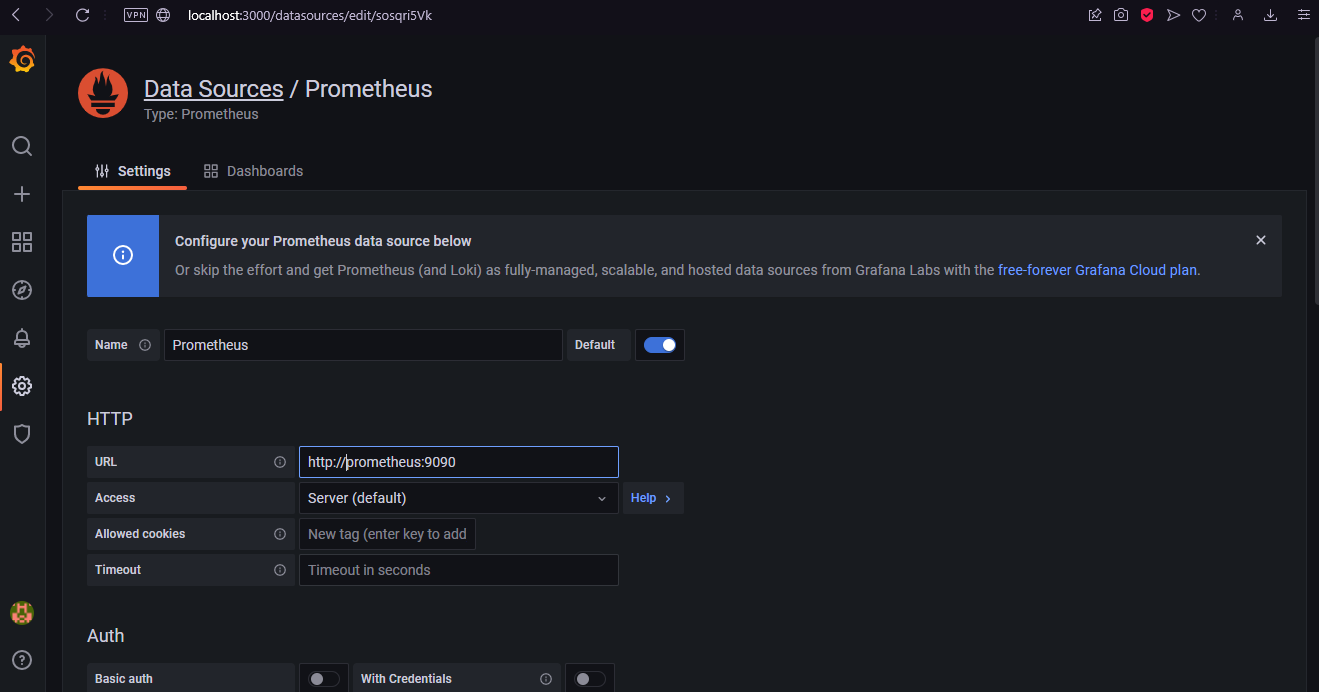 VPN
localhost:3000/datasources/edit/sosqri5Vk
Data Sources / Prometheus
Type: Prometheus
Settings
Dashboards
Configure your Prometheus data source below
Or skip the effort and get Prometheus (and Loki) as fully-managed, scalable, and hosted data sources from Grafana Labs with the free-forever Grafana Cloud plan.
Name
Prometheus
Default
HTTP
URL
http://prometheus:9090
Access
Server (default)
Help
Allowed cookies
New tag (enter key to add
Timeout
Timeout in seconds
Auth
Basic auth
With Credentials